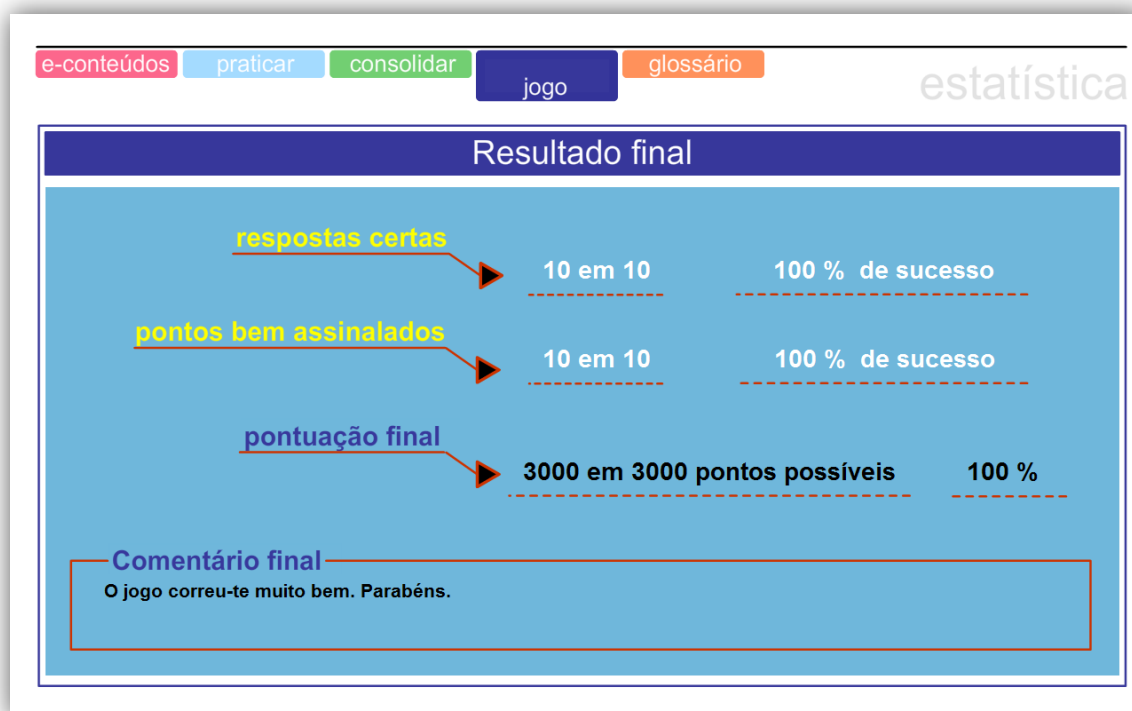 e-conteúdos praticar consolidar jogo glossário
estatística
Resultado final
respostas certas
10 em 10 100 % de sucesso
pontos bem assinalados
10 em 10 100 % de sucesso
pontuação final
3000 em 3000 pontos possíveis 100 %
Comentário final
O jogo correu-te muito bem. Parabéns.